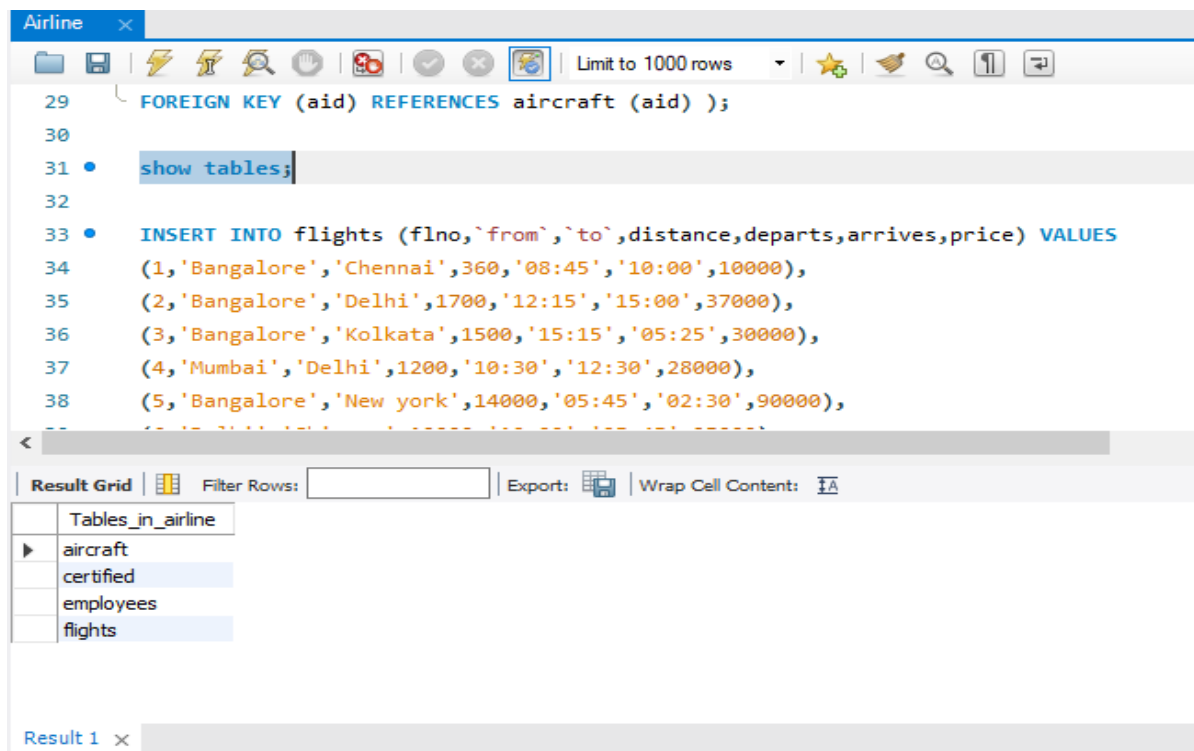 Airline
Limit to 1000 rows
29 FOREIGN KEY (aid) REFERENCES aircraft (aid) );
30
31 show tables;
32
33 INSERT INTO flights (flno,`from`,`to`,distance,departs,arrives,price) VALUES
34 (1,'Bangalore','Chennai',360,'08:45','10:00',10000),
35 (2,'Bangalore','Delhi',1700,'12:15','15:00',37000),
36 (3,'Bangalore','Kolkata',1500,'15:15','05:25',30000),
37 (4,'Mumbai','Delhi',1200,'10:30','12:30',28000),
38 (5,'Bangalore','New york',14000,'05:45','02:30',90000),
Result Grid Filter Rows: Export: Wrap Cell Content:
Tables_in_airline
aircraft
certified
employees
flights
Result 1